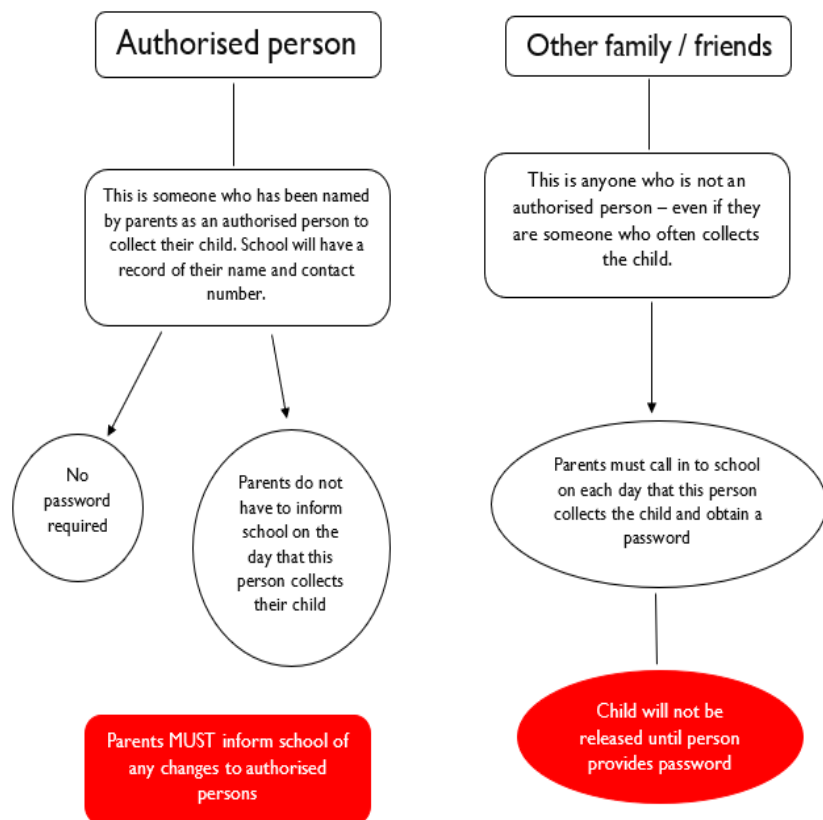 Authorised person
This is someone who has been named
by parents as an authorised person to
collect their child. School will have a
record of their name and contact
number.
No
password
required
Parents do not
have to inform
school on the
day that this
person collects
their child
Parents MUST inform school of
any changes to authorised
persons
Other family / friends
This is anyone who is not an
authorised person – even if they
are someone who often collects
the child.
Parents must call in to school
on each day that this person
collects the child and obtain a
password
Child will not be
released until person
provides password